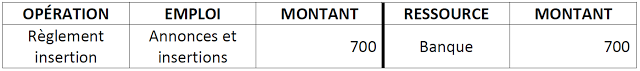 OPÉRATION EMPLOI MONTANT RESSOURCE MONTANT
Règlement insertion Annonces et insertions 700 Banque 700